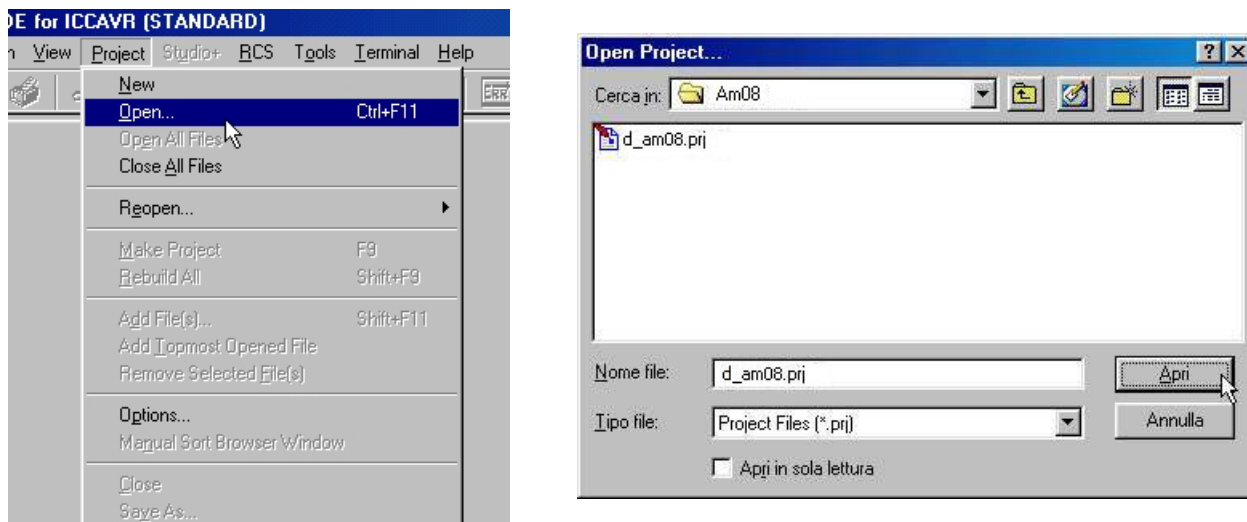 DE for ICCAVR (STANDARD)
View Project Studio+ RCS Tools Terminal Help
New
Open... Ctrl+F11
Open All Files
Close All Files
Reopen...
Make Project F9
Rebuild All Shift+F9
Add File(s)... Shift+F11
Add Topmost Opened File
Remove Selected File(s)
Options...
Manual Sort Browser Window
Close
Save As...
ERR
Open Project...
Cerca in: Am08
d_am08.prj
Nome file: d_am08.prj Apri
Tipo file: Project Files (*.prj) Annulla
Apri in sola lettura